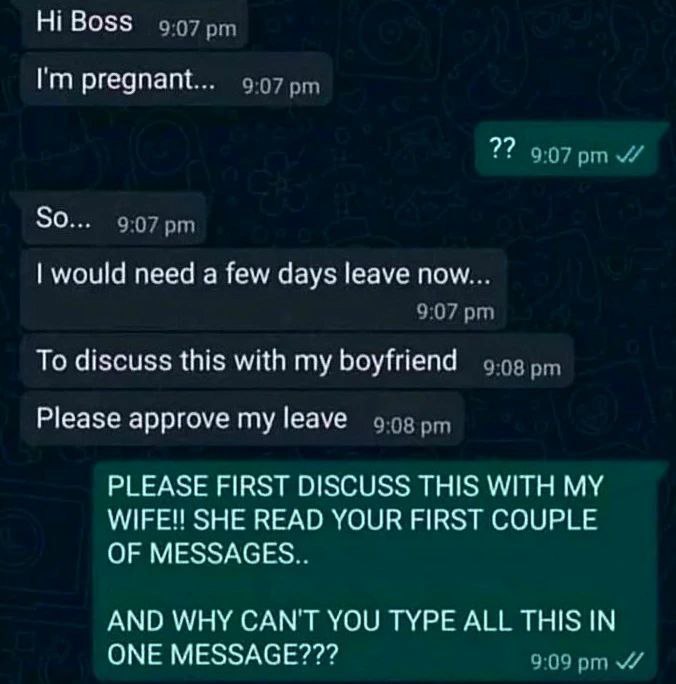 Hi Boss 9:07 pm
I'm pregnant... 9:07 pm
?? 9:07 pm
So... 9:07 pm
I would need a few days leave now...
9:07 pm
To discuss this with my boyfriend 9:08 pm
Please approve my leave 9:08 pm
PLEASE FIRST DISCUSS THIS WITH MY
WIFE!! SHE READ YOUR FIRST COUPLE
OF MESSAGES..
AND WHY CAN'T YOU TYPE ALL THIS IN
ONE MESSAGE??? 9:09 pm